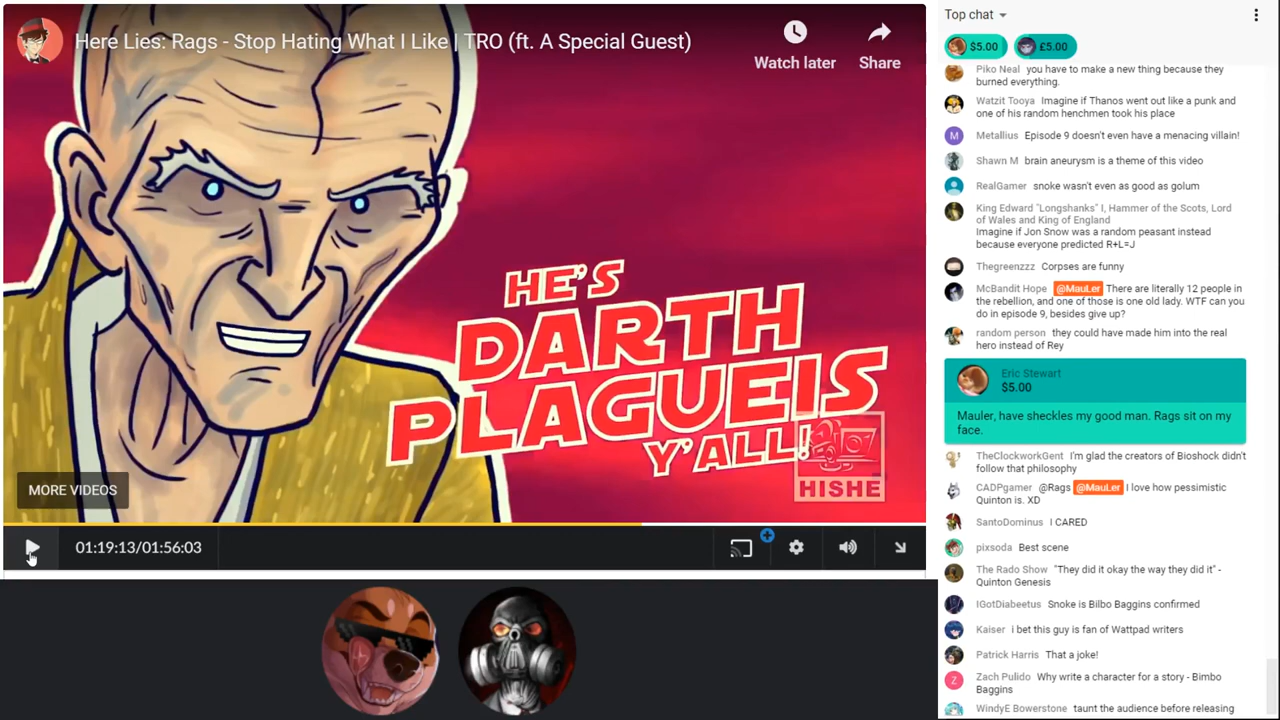 Here Lies: Rags - Stop Hating What I Like | TRO (ft. A Special Guest)
Watch later
Share
HE'S
DARTH
PLAGUEIS
Y'ALL!
HISHE
MORE VIDEOS
01:19:13/01:56:03
Top chat
$5.00
£5.00
Piko Neal you have to make a new thing because they
burned everything.
Watzit Tooya Imagine if Thanos went out like a punk and
one of his random henchmen took his place
M
Metallius Episode 9 doesn't even have a menacing villain!
Shawn M brain aneurysm is a theme of this video
RealGamer snoke wasn't even as good as golum
King Edward "Longshanks" I, Hammer of the Scots, Lord
of Wales and King of England
Imagine if Jon Snow was a random peasant instead
because everyone predicted R+L=J
Thegreenzzz Corpses are funny
McBandit Hope @MauLer There are literally 12 people in
the rebellion, and one of those is one old lady. WTF can you
do in episode 9, besides give up?
random person they could have made him into the real
hero instead of Rey
Eric Stewart
$5.00
Mauler, have sheckles my good man. Rags sit on my
face.
TheClockworkGent I'm glad the creators of Bioshock didn't
follow that philosophy
CADPgamer @Rags @MauLer I love how pessimistic
Quinton is. XD
SantoDominus I CARED
pixsoda Best scene
The Rado Show "They did it okay the way they did it" -
Quinton Genesis
IGotDiabeetus Snoke is Bilbo Baggins confirmed
Kaiser i bet this guy is fan of Wattpad writers
Patrick Harris That a joke!
Z
Zach Pulido Why write a character for a story - Bimbo
Baggins
WindyE Bowerstone taunt the audience before releasing